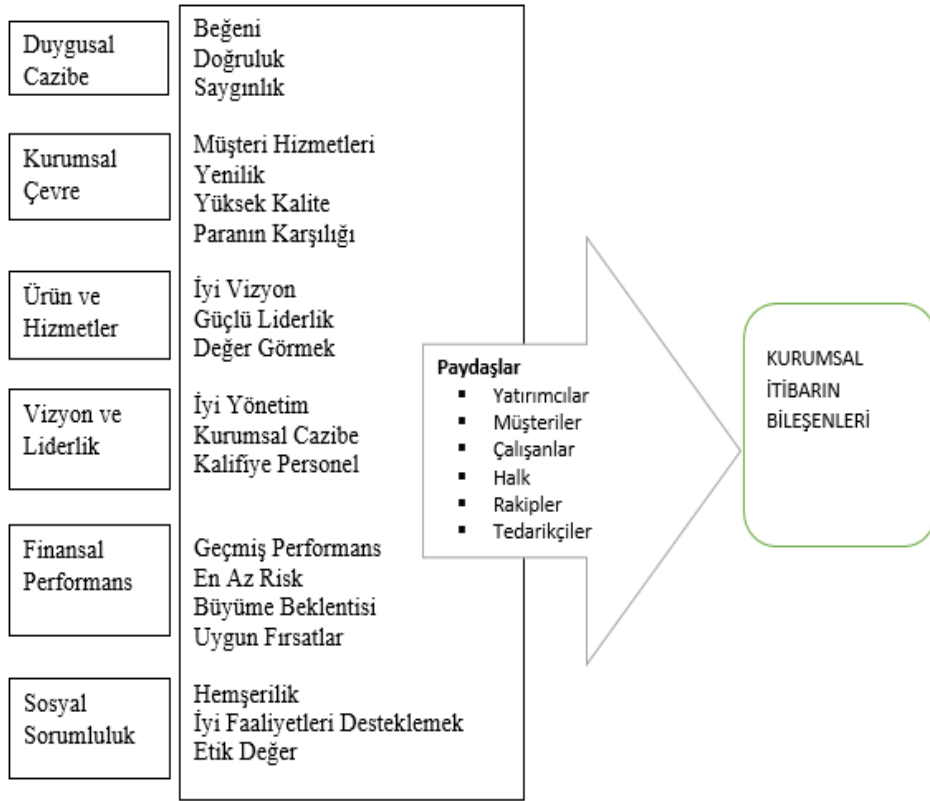 Duygusal
Cazibe
Beğeni
Doğruluk
Saygınlık
Kurumsal
Çevre
Müşteri Hizmetleri
Yenilik
Yüksek Kalite
Paranın Karşılığı
Ürün ve
Hizmetler
İyi Vizyon
Güçlü Liderlik
Değer Görmek
Vizyon ve
Liderlik
İyi Yönetim
Kurumsal Cazibe
Kalifiye Personel
Finansal
Performans
Geçmiş Performans
En Az Risk
Büyüme Beklentisi
Uygun Fırsatlar
Sosyal
Sorumluluk
Hemşerilik
İyi Faaliyetleri Desteklemek
Etik Değer
Paydaşlar
▪ Yatırımcılar
▪ Müşteriler
▪ Çalışanlar
▪ Halk
▪ Rakipler
▪ Tedarikçiler
KURUMSAL
İTİBARIN
BİLEŞENLERİ